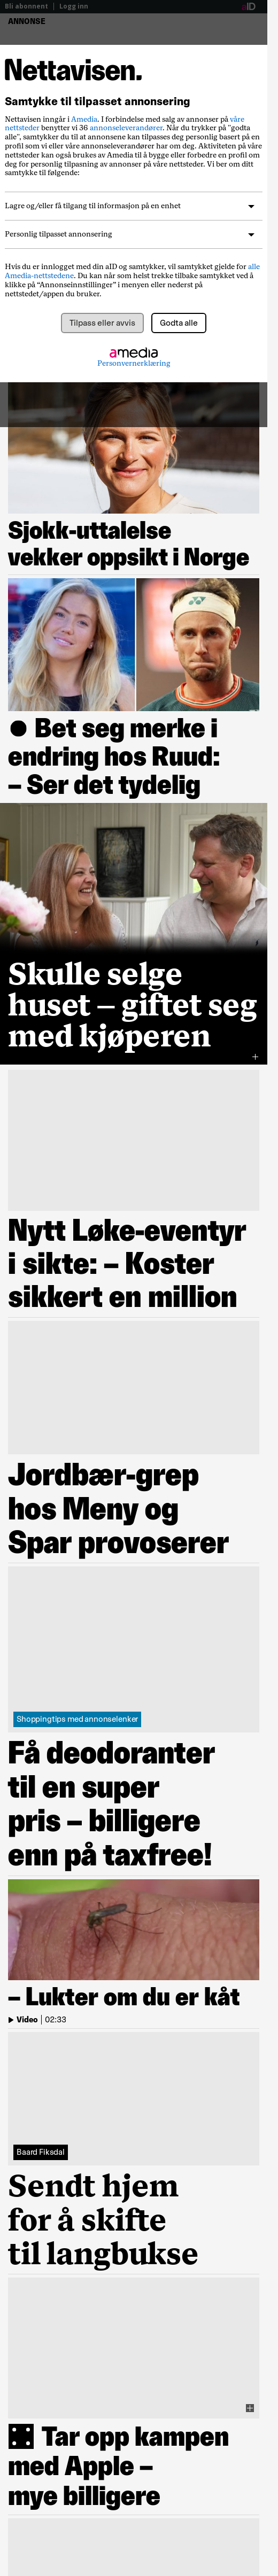 Bli abonnent | Logg inn
aID
ANNONSE
Nettavisen.
Samtykke til tilpasset annonsering
Nettavisen inngår i Amedia. I forbindelse med salg av annonser på våre
nettsteder benytter vi 36 annonseleverandører. Når du trykker på "godta
alle", samtykker du til at annonsene kan tilpasses deg personlig basert på en
profil som vi eller våre annonseleverandører har om deg. Aktiviteten på våre
nettsteder kan også brukes av Amedia til å bygge eller forbedre en profil om
deg for personlig tilpasning av annonser på våre nettsteder. Vi ber om ditt
samtykke til følgende:
Lagre og/eller få tilgang til informasjon på en enhet
Personlig tilpasset annonsering
Hvis du er innlogget med din aID og samtykker, vil samtykket gjelde for alle
Amedia-nettstedene. Du kan når som helst trekke tilbake samtykket ved å
klikke på “Annonseinnstillinger” i menyen eller nederst på
nettstedet/appen du bruker.
Tilpass eller avvis
Godta alle
amedia
Personvernerklæring
Sjokk-uttalelse
vekker oppsikt i Norge
Bet seg merke i
endring hos Ruud:
– Ser det tydelig
Skulle selge
huset – giftet seg
med kjøperen
Nytt Løke-eventyr
i sikte: – Koster
sikkert en million
Jordbær-grep
hos Meny og
Spar provoserer
Shoppingtips med annonselenker
Få deodoranter
til en super
pris – billigere
enn på taxfree!
– Lukter om du er kåt
Video | 02:33
Baard Fiksdal
Sendt hjem
for å skifte
til langbukse
Tar opp kampen
med Apple –
mye billigere